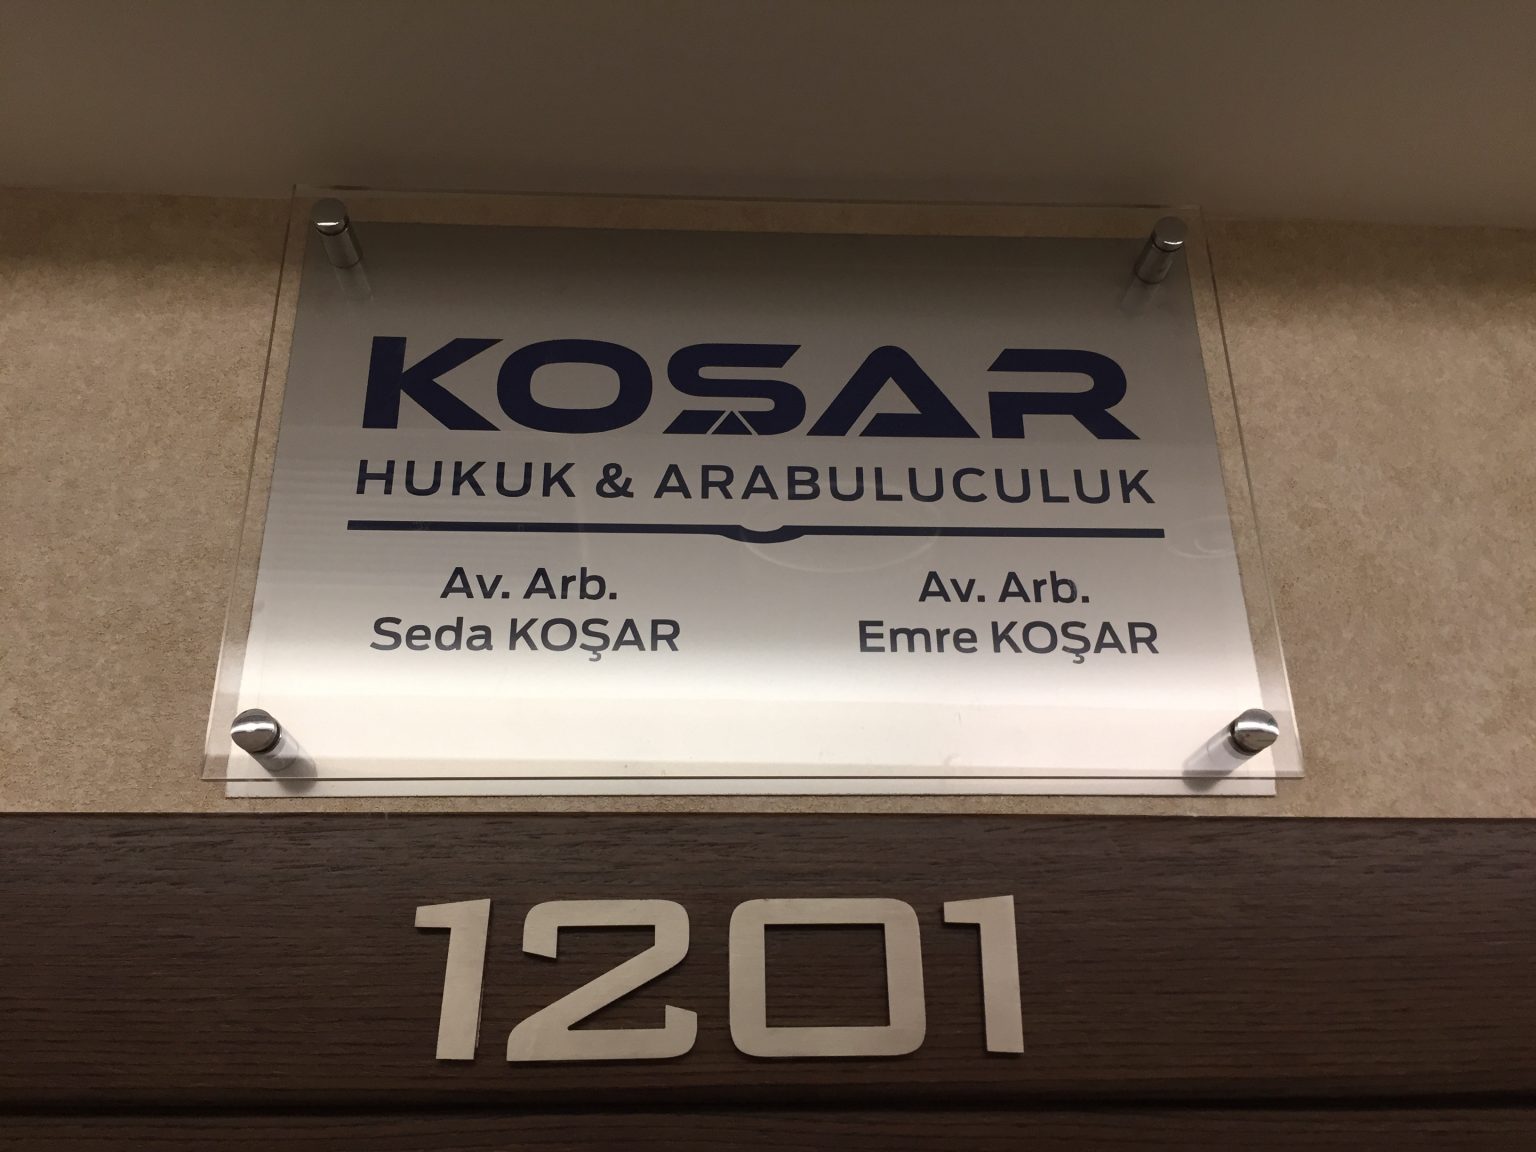 KOŞAR
HUKUK & ARABULUCULUK
Av. Arb.
Seda KOŞAR
Av. Arb.
Emre KOŞAR
1201